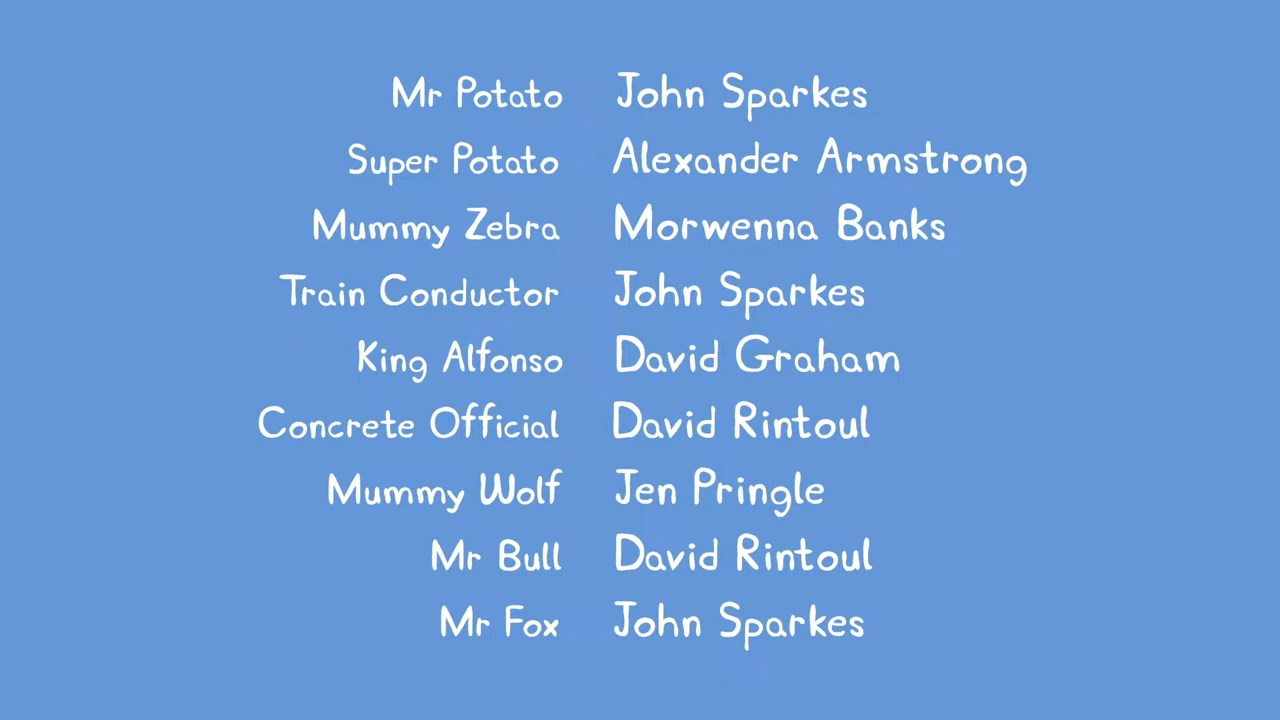 Mr Potato John Sparkes
Super Potato Alexander Armstrong
Mummy Zebra Morwenna Banks
Train Conductor John Sparkes
King Alfonso David Graham
Concrete Official David Rintoul
Mummy Wolf Jen Pringle
Mr Bull David Rintoul
Mr Fox John Sparkes